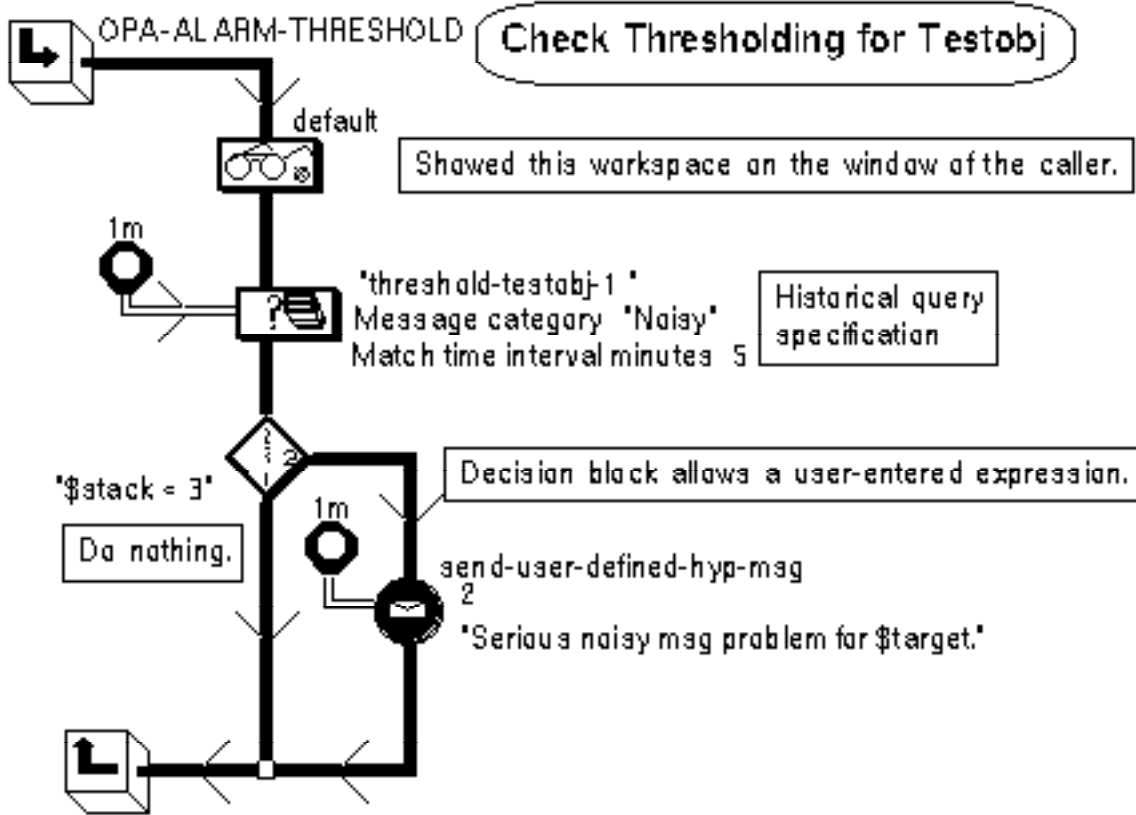 OPA-ALARM-THRESHOLD
Check Thresholding for Testobj
default
Showed this workspace on the window of the caller.
1m
"threshold-testobj-1 "
Message category "Noisy"
Match time interval minutes 5
Historical query
specification
?
2
Decision block allows a user-entered expression.
"$stack < 3"
1m
Do nothing.
send-user-defined-hyp-msg
2
"Serious noisy msg problem for $target."